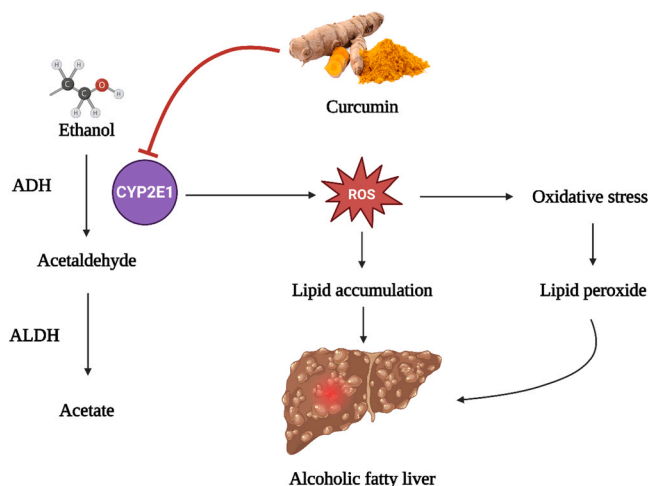 Curcumin
H
H
C
C
O
H
H
H
Ethanol
ADH
CYP2E1
ROS
Oxidative stress
Acetaldehyde
Lipid accumulation
Lipid peroxide
ALDH
Acetate
Alcoholic fatty liver